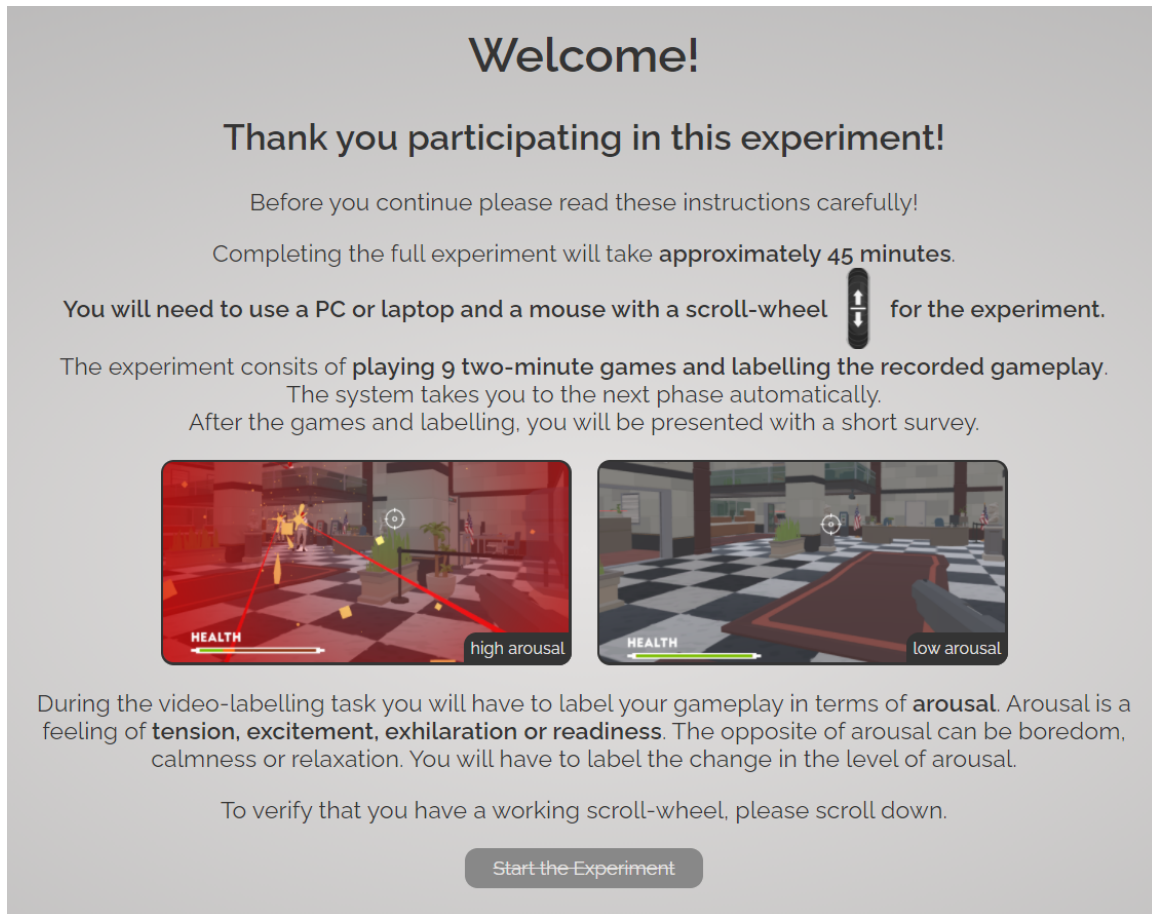 Welcome!
Thank you participating in this experiment!
Before you continue please read these instructions carefully!
Completing the full experiment will take approximately 45 minutes.
You will need to use a PC or laptop and a mouse with a scroll-wheel for the experiment.
The experiment consits of playing 9 two-minute games and labelling the recorded gameplay.
The system takes you to the next phase automatically.
After the games and labelling, you will be presented with a short survey.
HEALTH
high arousal
HEALTH
low arousal
During the video-labelling task you will have to label your gameplay in terms of arousal. Arousal is a
feeling of tension, excitement, exhilaration or readiness. The opposite of arousal can be boredom,
calmness or relaxation. You will have to label the change in the level of arousal.
To verify that you have a working scroll-wheel, please scroll down.
Start the Experiment